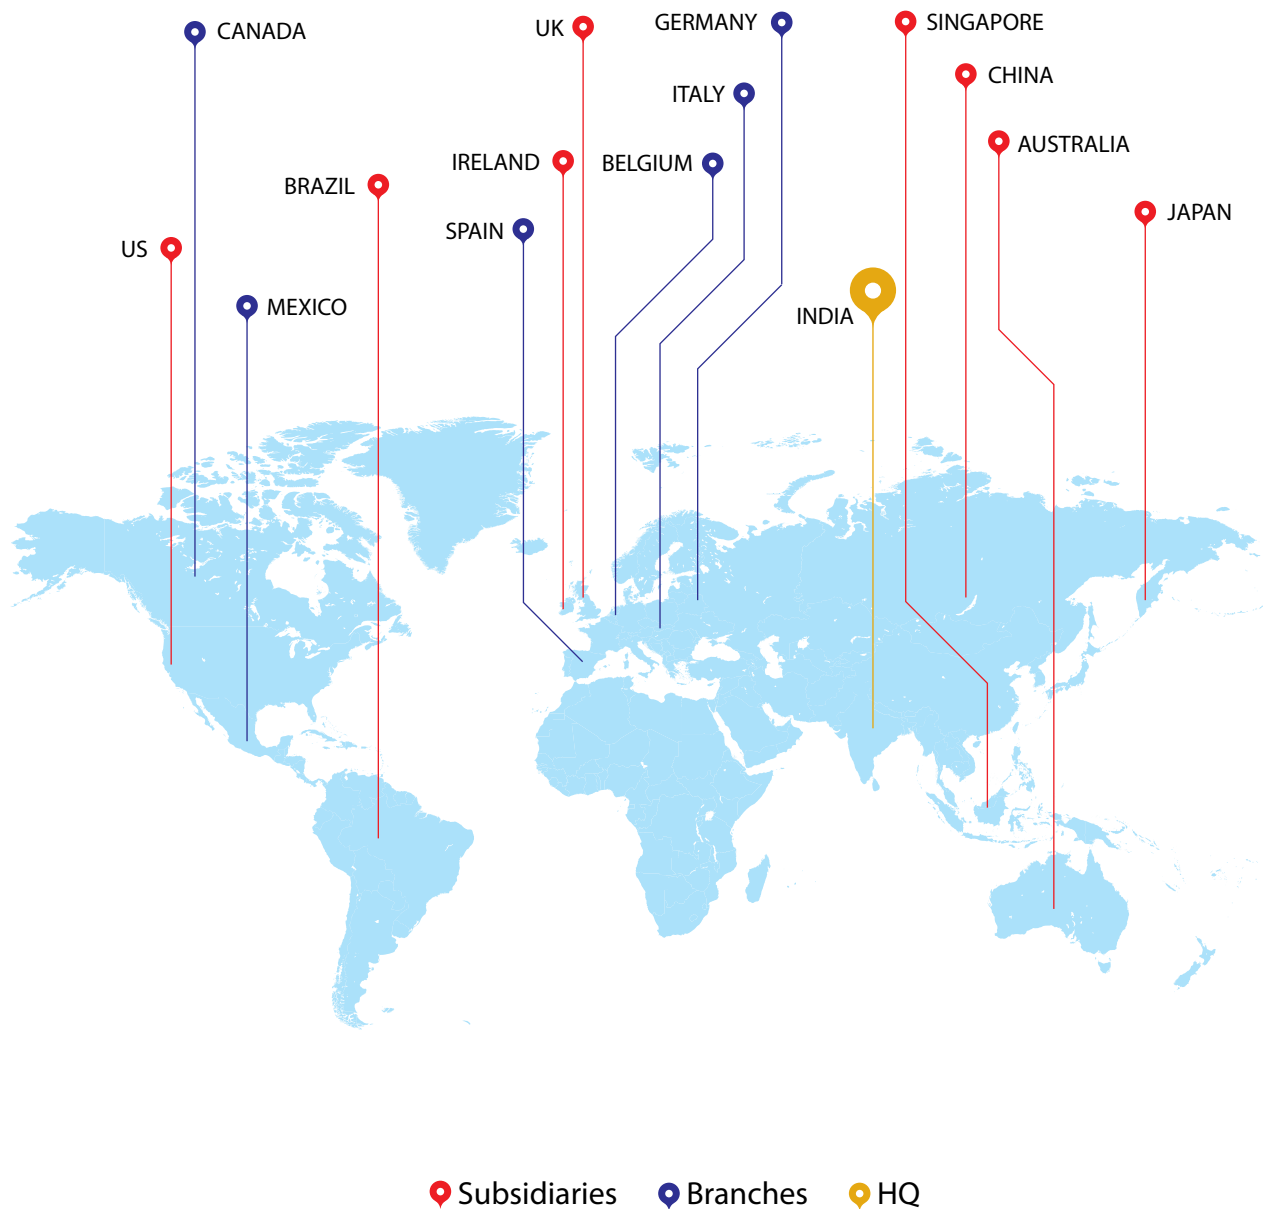 CANADA
UK
GERMANY
SINGAPORE
CHINA
ITALY
AUSTRALIA
IRELAND
BELGIUM
BRAZIL
JAPAN
SPAIN
US
MEXICO
INDIA
Subsidiaries
Branches
HQ